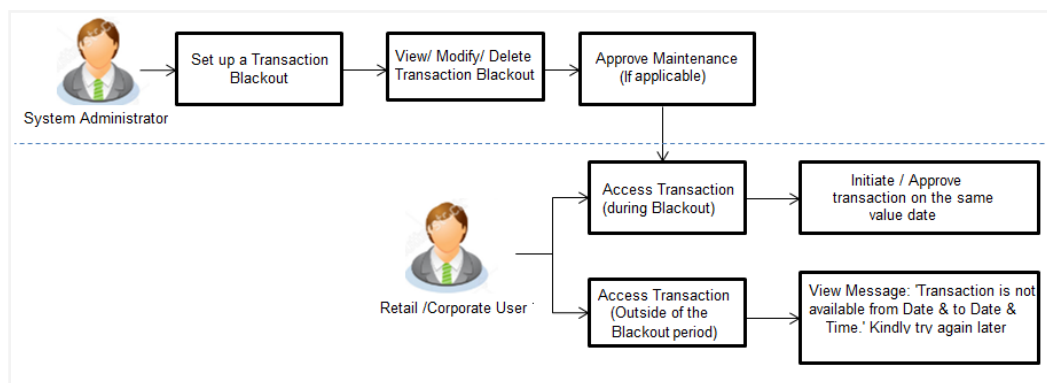 Set up a Transaction
Blackout
View/ Modify/ Delete
Transaction Blackout
Approve Maintenance
(If applicable)
System Administrator
Access Transaction
(during Blackout)
Initiate / Approve
transaction on the same
value date
Retail /Corporate User
Access Transaction
(Outside of the
Blackout period)
View Message: 'Transaction is not
available from Date & to Date &
Time.' Kindly try again later